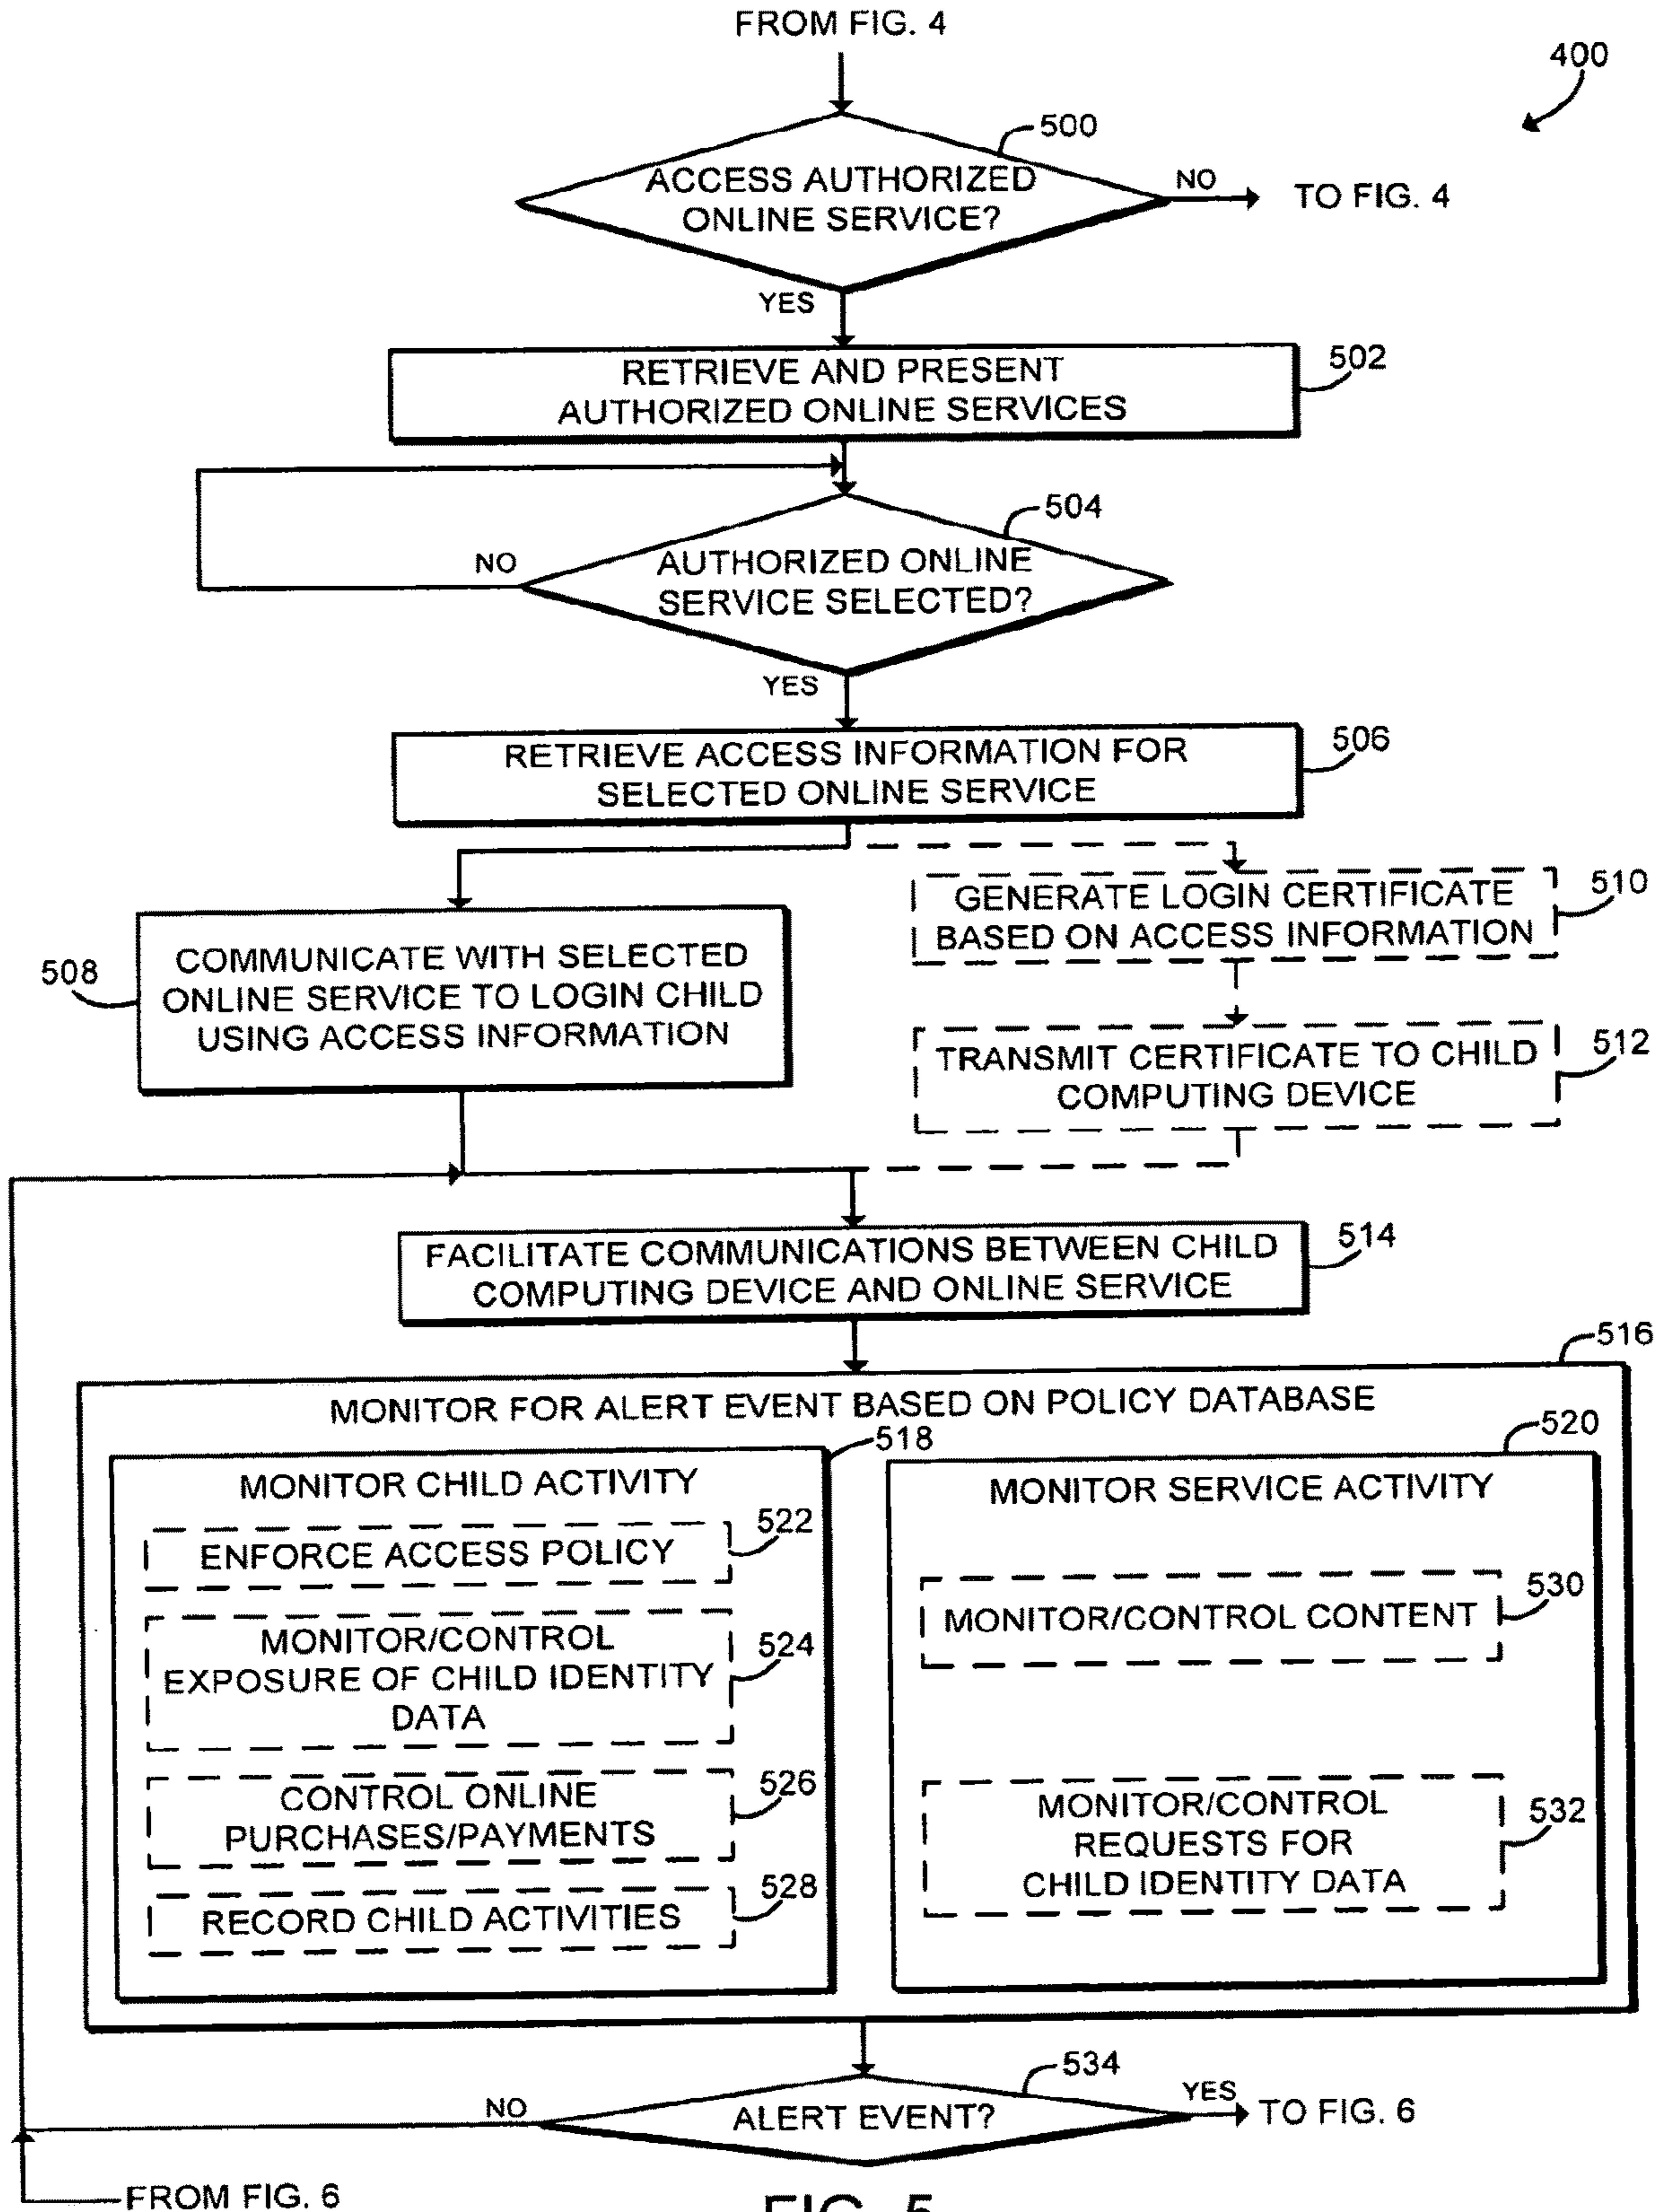 FROM FIG. 4
400
500
ACCESS AUTHORIZED
ONLINE SERVICE?
NO
TO FIG. 4
YES
RETRIEVE AND PRESENT
AUTHORIZED ONLINE SERVICES
502
504
AUTHORIZED ONLINE
SERVICE SELECTED?
NO
YES
RETRIEVE ACCESS INFORMATION FOR
SELECTED ONLINE SERVICE
506
508
COMMUNICATE WITH SELECTED
ONLINE SERVICE TO LOGIN CHILD
USING ACCESS INFORMATION
GENERATE LOGIN CERTIFICATE
BASED ON ACCESS INFORMATION
510
TRANSMIT CERTIFICATE TO CHILD
COMPUTING DEVICE
512
FACILITATE COMMUNICATIONS BETWEEN CHILD
COMPUTING DEVICE AND ONLINE SERVICE
514
516
MONITOR FOR ALERT EVENT BASED ON POLICY DATABASE
518
MONITOR CHILD ACTIVITY
ENFORCE ACCESS POLICY
522
MONITOR/CONTROL
EXPOSURE OF CHILD IDENTITY
DATA
524
CONTROL ONLINE
PURCHASES/PAYMENTS
526
RECORD CHILD ACTIVITIES
528
520
MONITOR SERVICE ACTIVITY
MONITOR/CONTROL CONTENT
530
MONITOR/CONTROL
REQUESTS FOR
CHILD IDENTITY DATA
532
534
ALERT EVENT?
NO
YES
TO FIG. 6
FROM FIG. 6
FIG. 5